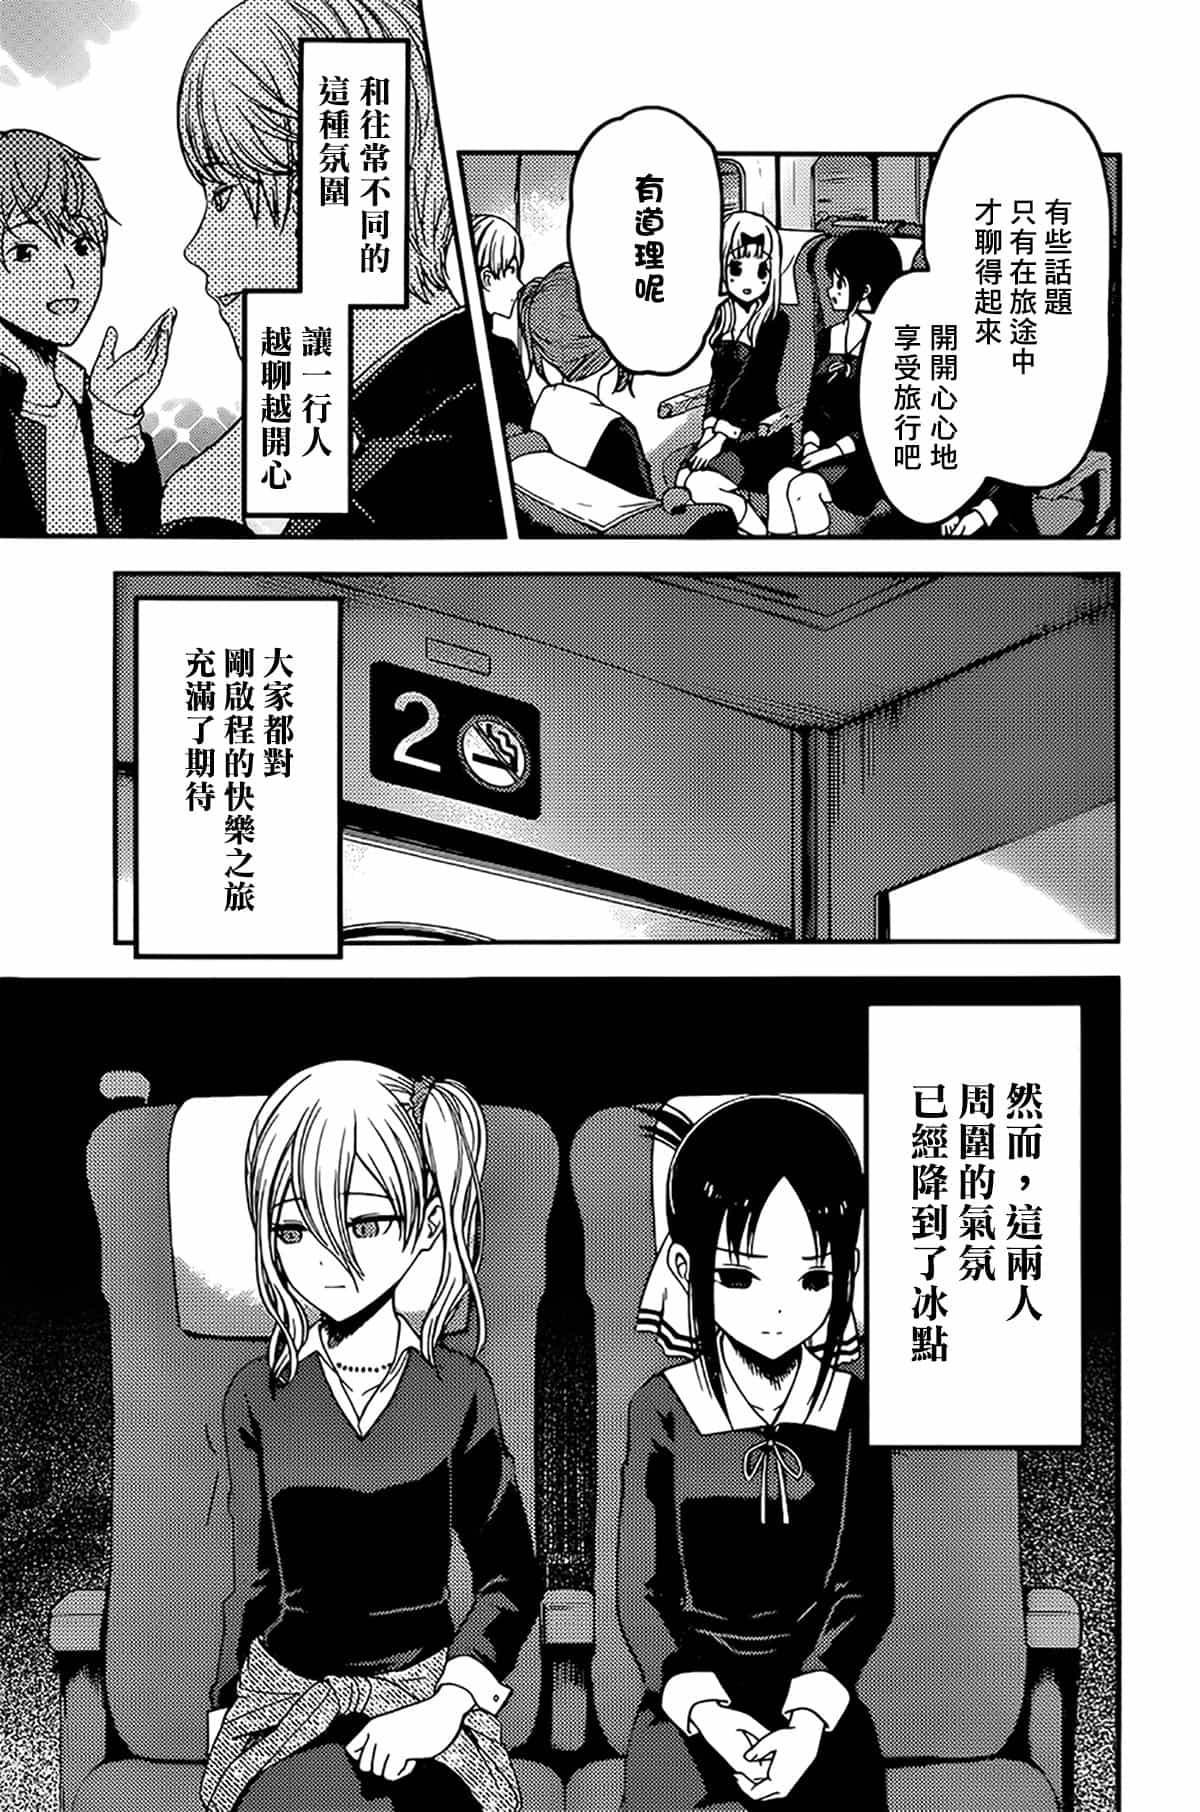 有些話題
只有在旅途中
才聊得起來
開開心心地
享受旅行吧
有道理呢
和往常不同的
這種氛圍
讓一行人
越聊越開心
大家都對
剛啟程的快樂之旅
充滿了期待
2
然而，這兩人
周圍的氣氛
已經降到了冰點